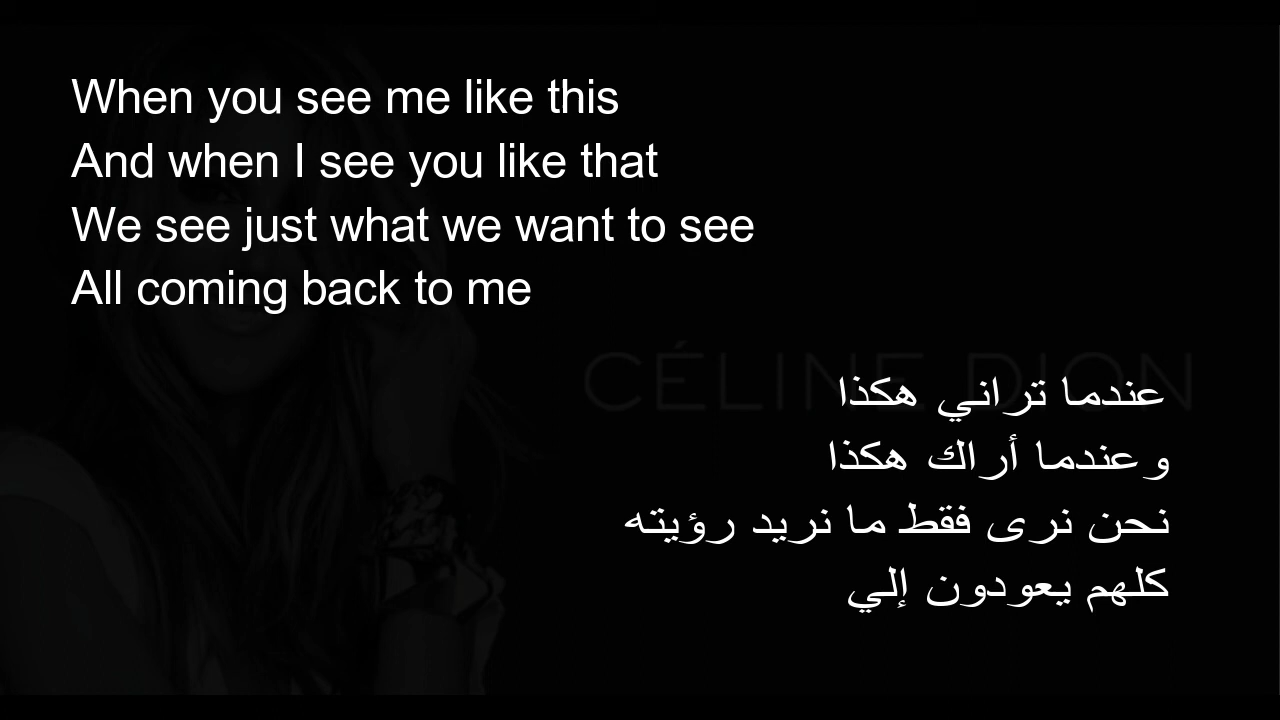 When you see me like this
And when I see you like that
We see just what we want to see
All coming back to me
CÉLINE DION
عندما تراني هكذا
وعندما أراك هكذا
نحن نرى فقط ما نريد رؤيته
كلهم يعودون إلي